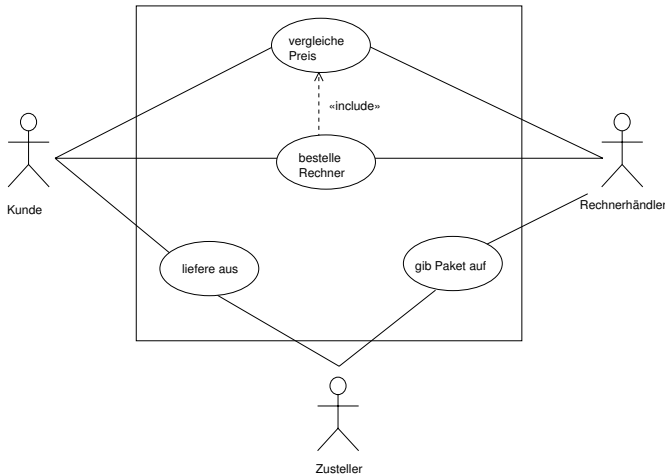 vergleiche
Preis
«include»
bestelle
Rechner
Kunde
Rechnerhändler
liefere aus
gib Paket auf
Zusteller